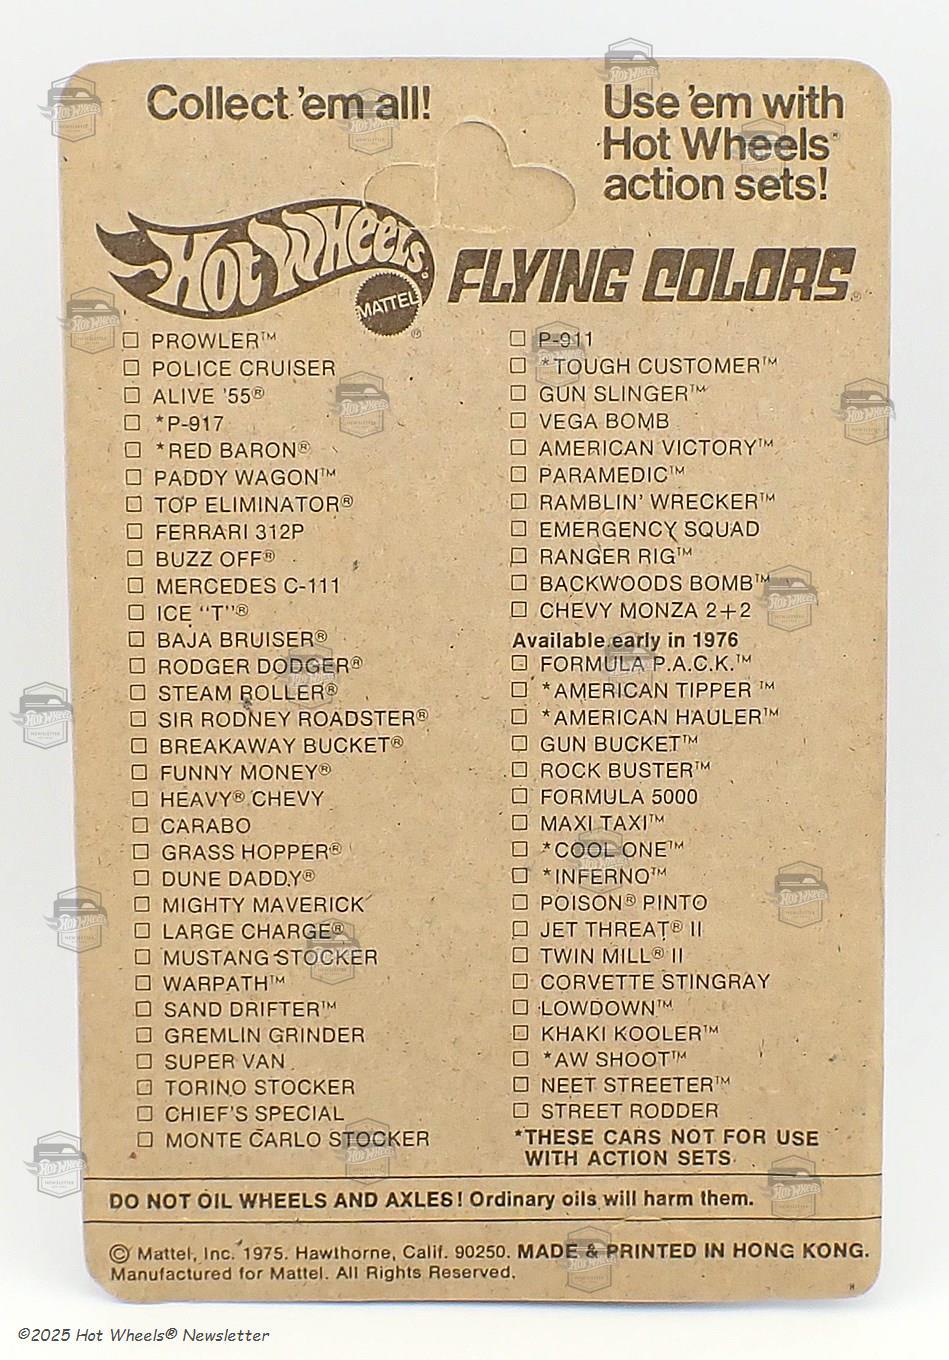 Collect 'em all!
Use 'em with
Hot Wheels®
action sets!
Hot Wheels®
MATTEL®
FLYING COLORS®
☐ PROWLER™
☐ POLICE CRUISER
☐ ALIVE '55®
☐ *P-917
☐ *RED BARON®
☐ PADDY WAGON™
☐ TOP ELIMINATOR®
☐ FERRARI 312P
☐ BUZZ OFF®
☐ MERCEDES C-111
☐ ICE "T"®
☐ BAJA BRUISER®
☐ RODGER DODGER®
☐ STEAM ROLLER®
☐ SIR RODNEY ROADSTER®
☐ BREAKAWAY BUCKET®
☐ FUNNY MONEY®
☐ HEAVY® CHEVY
☐ CARABO
☐ GRASS HOPPER®
☐ DUNE DADDY®
☐ MIGHTY MAVERICK
☐ LARGE CHARGE®
☐ MUSTANG STOCKER
☐ WARPATH™
☐ SAND DRIFTER™
☐ GREMLIN GRINDER
☐ SUPER VAN
☐ TORINO STOCKER
☐ CHIEF'S SPECIAL
☐ MONTE CARLO STOCKER
☐ P-911
☐ *TOUGH CUSTOMER™
☐ GUN SLINGER™
☐ VEGA BOMB
☐ AMERICAN VICTORY™
☐ PARAMEDIC™
☐ RAMBLIN' WRECKER™
☐ EMERGENCY SQUAD
☐ RANGER RIG™
☐ BACKWOODS BOMB™
☐ CHEVY MONZA 2+2
Available early in 1976
☐ FORMULA P.A.C.K.™
☐ *AMERICAN TIPPER™
☐ *AMERICAN HAULER™
☐ GUN BUCKET™
☐ ROCK BUSTER™
☐ FORMULA 5000
☐ MAXI TAXI™
☐ *COOL ONE™
☐ *INFERNO™
☐ POISON® PINTO
☐ JET THREAT® II
☐ TWIN MILL® II
☐ CORVETTE STINGRAY
☐ LOWDOWN™
☐ KHAKI KOOLER™
☐ *AW SHOOT™
☐ NEET STREETER™
☐ STREET RODDER
*THESE CARS NOT FOR USE
WITH ACTION SETS
DO NOT OIL WHEELS AND AXLES! Ordinary oils will harm them.
© Mattel, Inc. 1975. Hawthorne, Calif. 90250. MADE & PRINTED IN HONG KONG.
Manufactured for Mattel. All Rights Reserved.
©2025 Hot Wheels® Newsletter